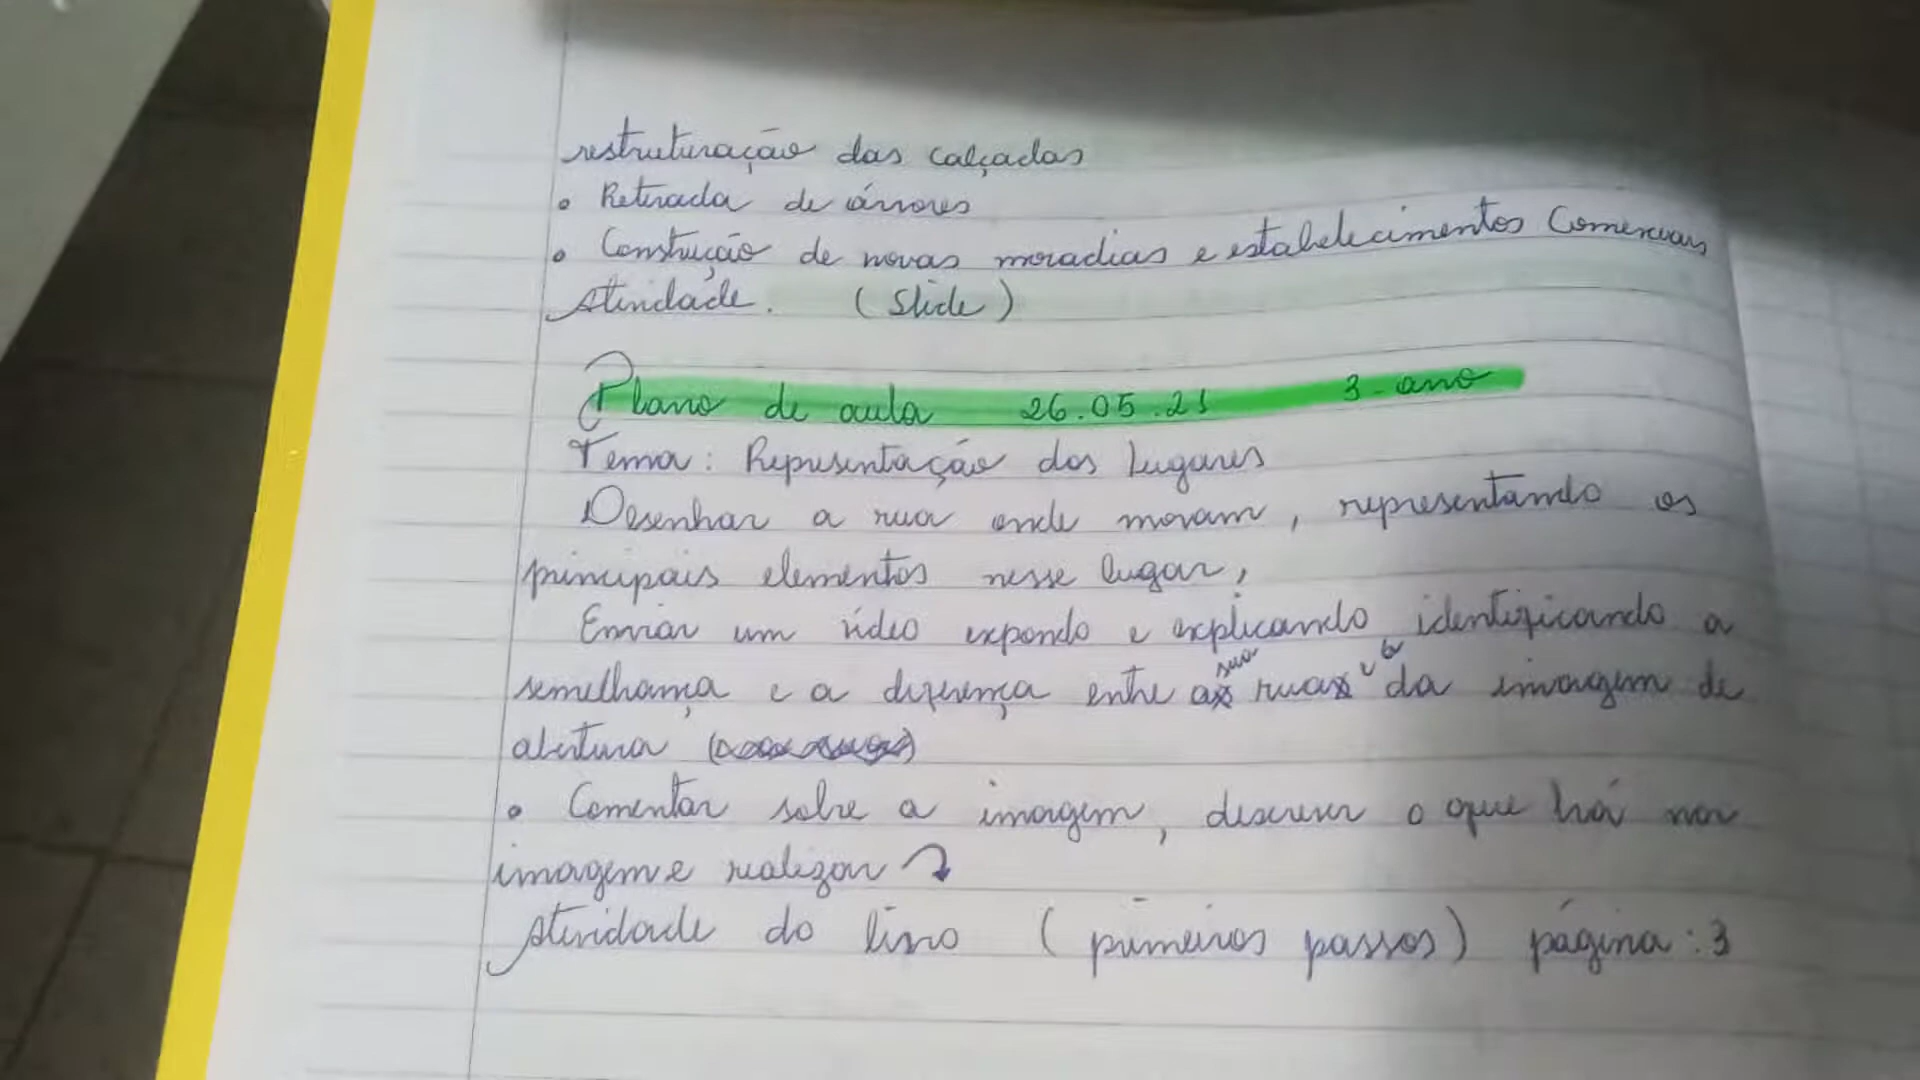 restruturação das calçadas
• Retirada de árvores
• Construção de novas moradias e estabelecimentos Comerciais
Atividade. (Slide)
Plano de aula 26.05.21 3-ano
Tema: Representação dos Lugares
Desenhar a rua onde moram, representando os
principais elementos nesse lugar,
Enviar um vídeo expondo e explicando identificando a
semelhança e a diferença entre a sua rua e da imagem de
abertura
• Comentar sobre a imagem, descrever o que há na
imagem e realizar
Atividade do livro (primeiros passos) página: 3